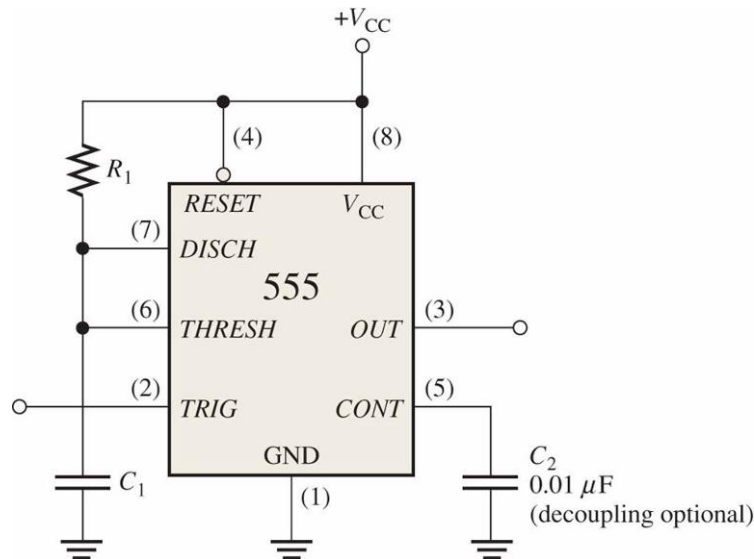 +VCC
(4)
(8)
R1
RESET
VCC
(7)
DISCH
555
(6)
THRESH
OUT
(3)
(2)
TRIG
CONT
(5)
GND
C1
(1)
C2
0.01 μF
(decoupling optional)